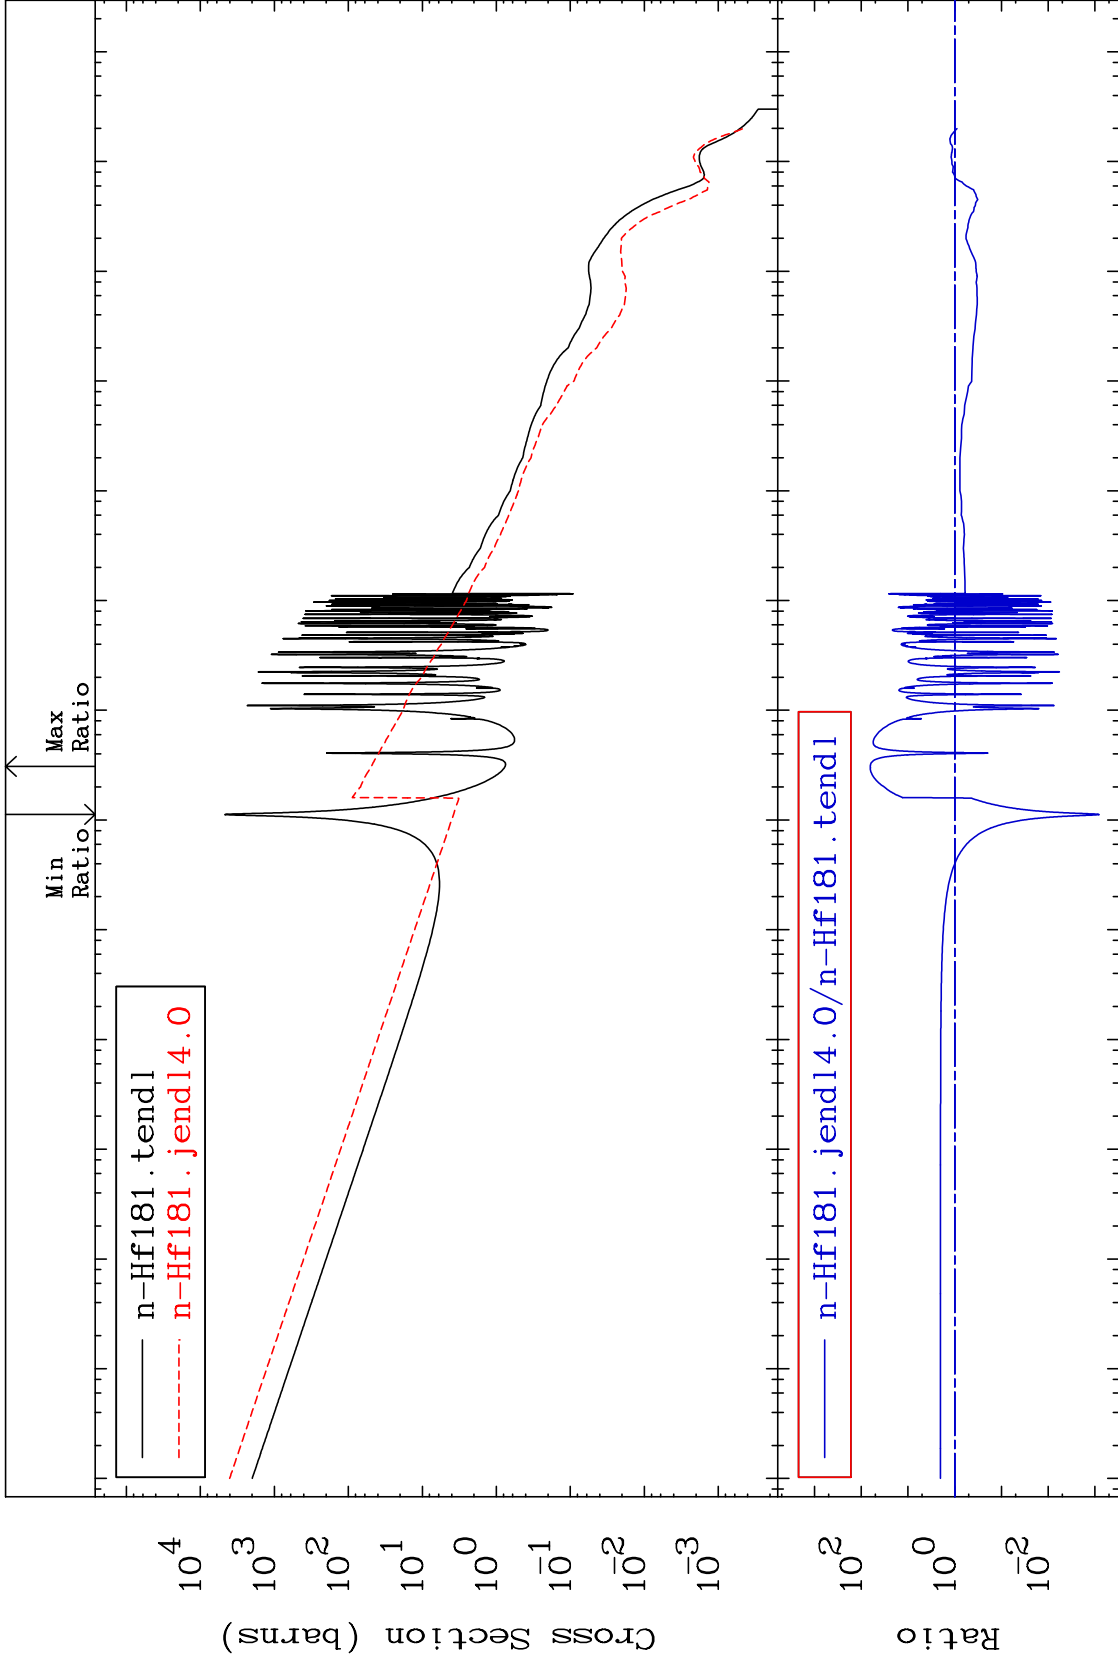 Min
Ratio
Max
Ratio
n-Hf181.tendl
n-Hf181.jendl4.0
10^4
10^3
10^2
10^1
10^0
10^-1
10^-2
10^-3
Cross Section (barns)
n-Hf181.jendl4.0/n-Hf181.tendl
10^2
10^0
10^-2
Ratio